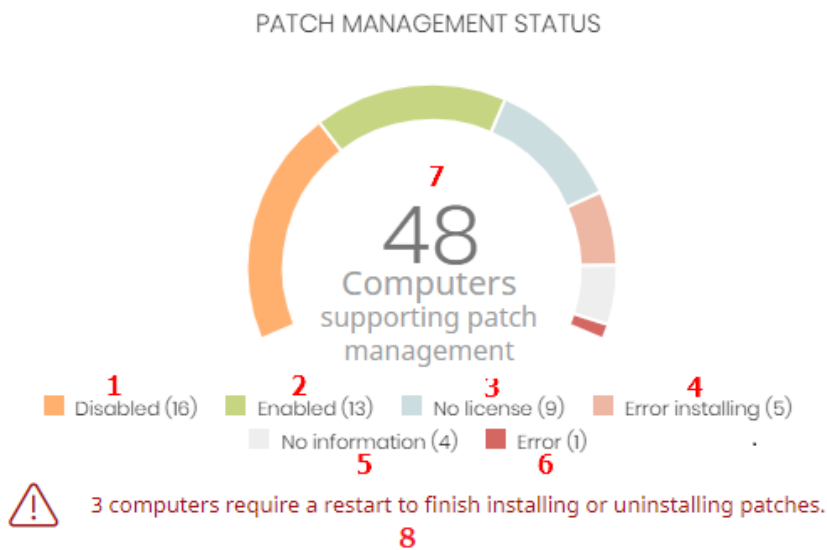 PATCH MANAGEMENT STATUS
7
48
Computers
supporting patch
management
1 2 3 4
Disabled (16) Enabled (13) No license (9) Error installing (5)
No information (4) Error (1)
5 6
3 computers require a restart to finish installing or uninstalling patches.
8